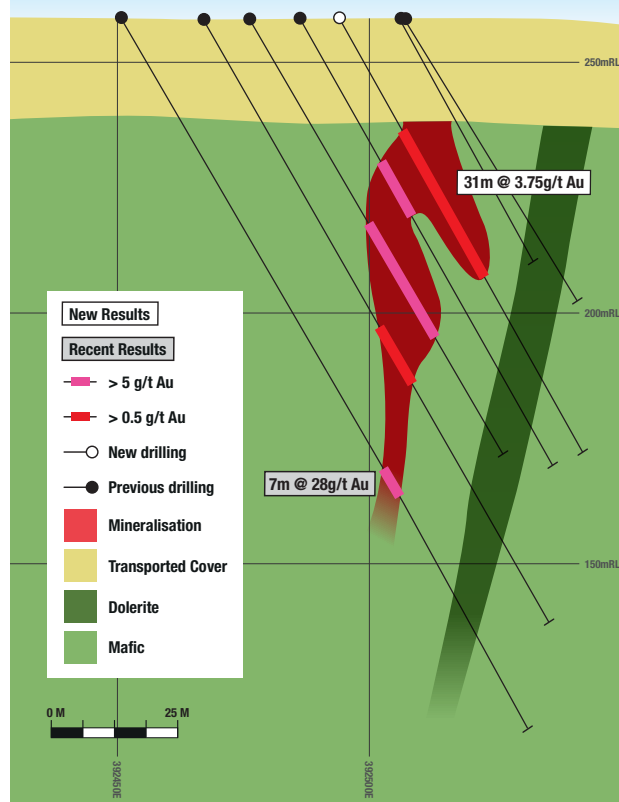 250mRL
31m @ 3.75g/t Au
200mRL
New Results
Recent Results
> 5 g/t Au
> 0.5 g/t Au
New drilling
Previous drilling
7m @ 28g/t Au
Mineralisation
Transported Cover
150mRL
Dolerite
Mafic
0 M 25 M
392450E
392500E